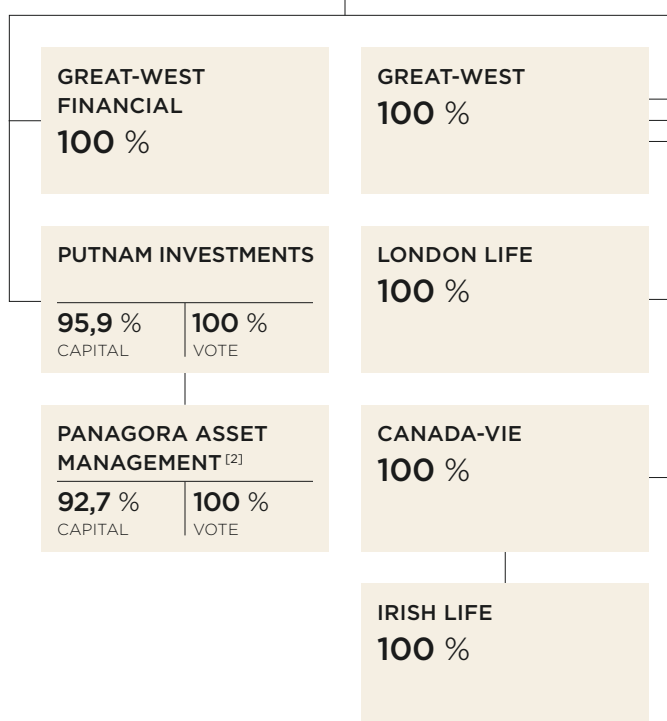 GREAT-WEST
FINANCIAL
100 %
GREAT-WEST
100 %
PUTNAM INVESTMENTS
95,9 %
CAPITAL
100 %
VOTE
LONDON LIFE
100 %
PANAGORA ASSET
MANAGEMENT [2]
92,7 %
CAPITAL
100 %
VOTE
CANADA-VIE
100 %
IRISH LIFE
100 %